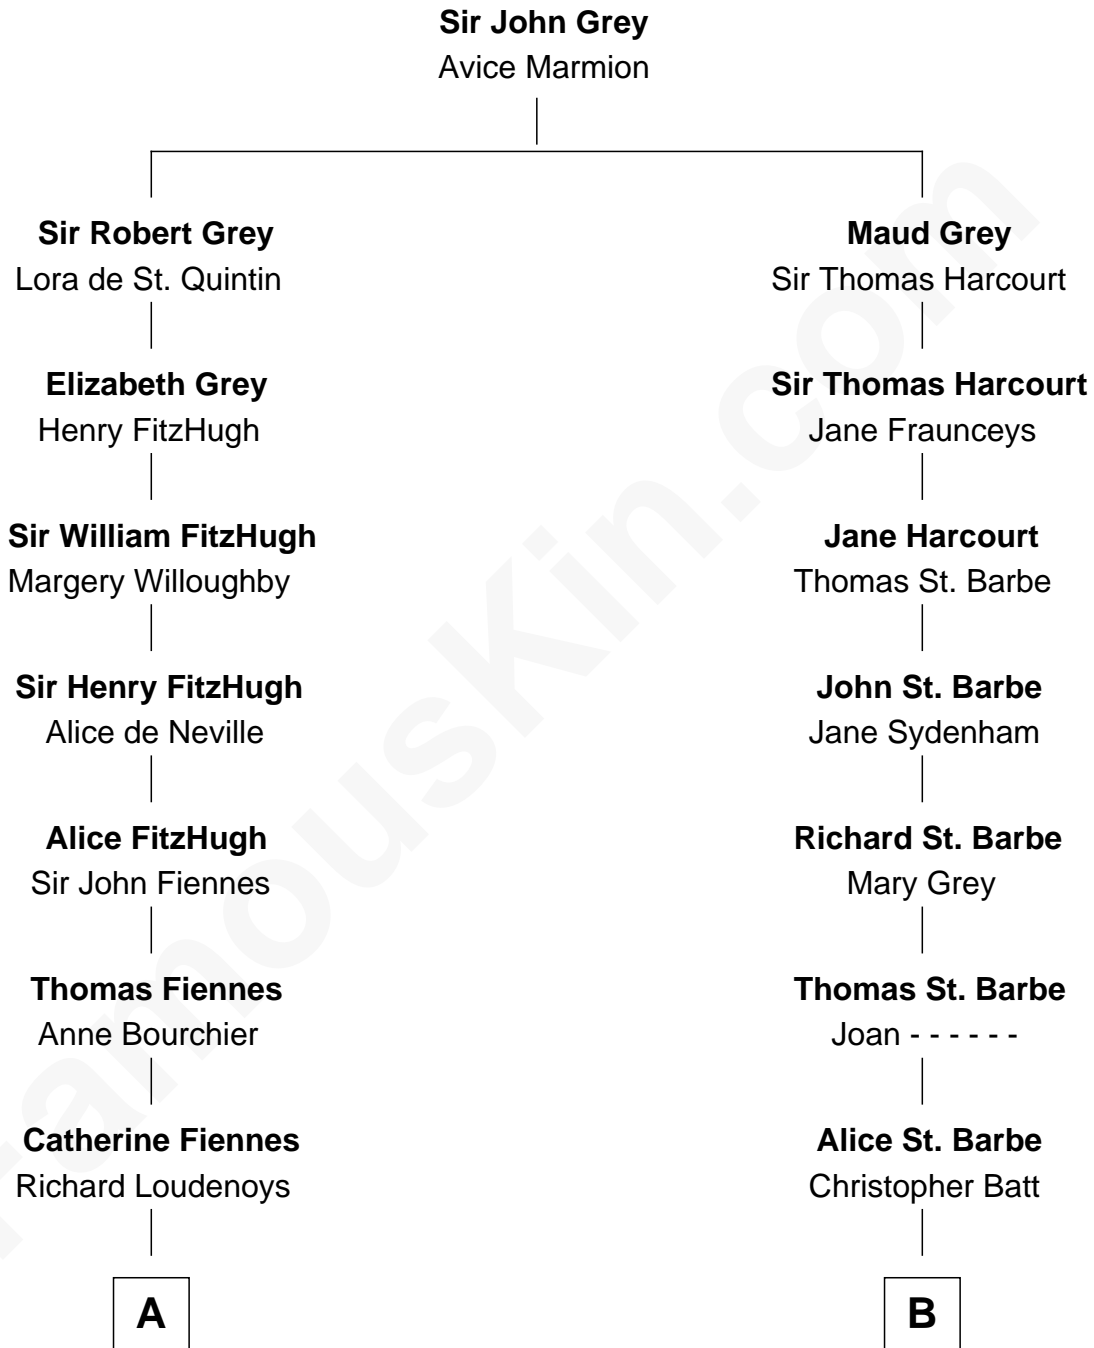 Sir John Grey
Avice Marmion
Sir Robert Grey
Lora de St. Quintin
Maud Grey
Sir Thomas Harcourt
Elizabeth Grey
Henry FitzHugh
Sir Thomas Harcourt
Jane Fraunceys
Sir William FitzHugh
Margery Willoughby
Jane Harcourt
Thomas St. Barbe
Sir Henry FitzHugh
Alice de Neville
John St. Barbe
Jane Sydenham
Alice FitzHugh
Sir John Fiennes
Richard St. Barbe
Mary Grey
Thomas Fiennes
Anne Bourchier
Thomas St. Barbe
Joan - - - - - -
Catherine Fiennes
Richard Loudenoys
Alice St. Barbe
Christopher Batt
A
B
FamousKin.com